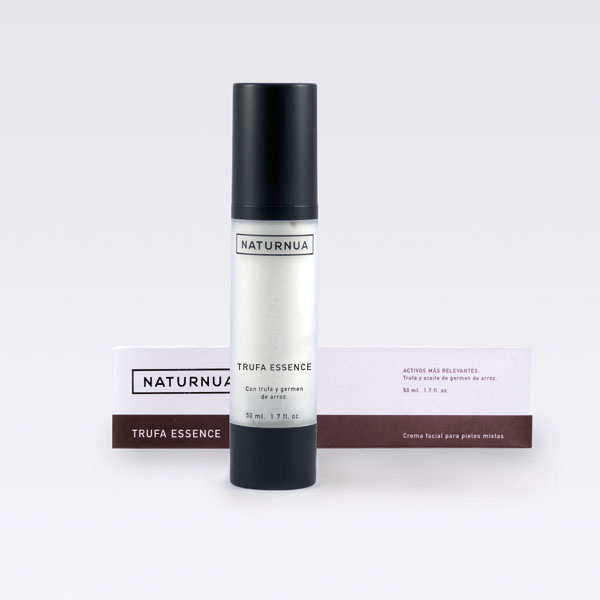 NATURNUA
TRUFA ESSENCE
Con trufa y germen
de arroz.
50 ml. 1.7 fl. oz.
NATURNUA
TRUFA ESSENCE
ACTIVOS MÁS RELEVANTES:
Trufa y aceite de germen de arroz.
50 ml. 1.7 fl. oz.
Crema facial para pieles mixtas